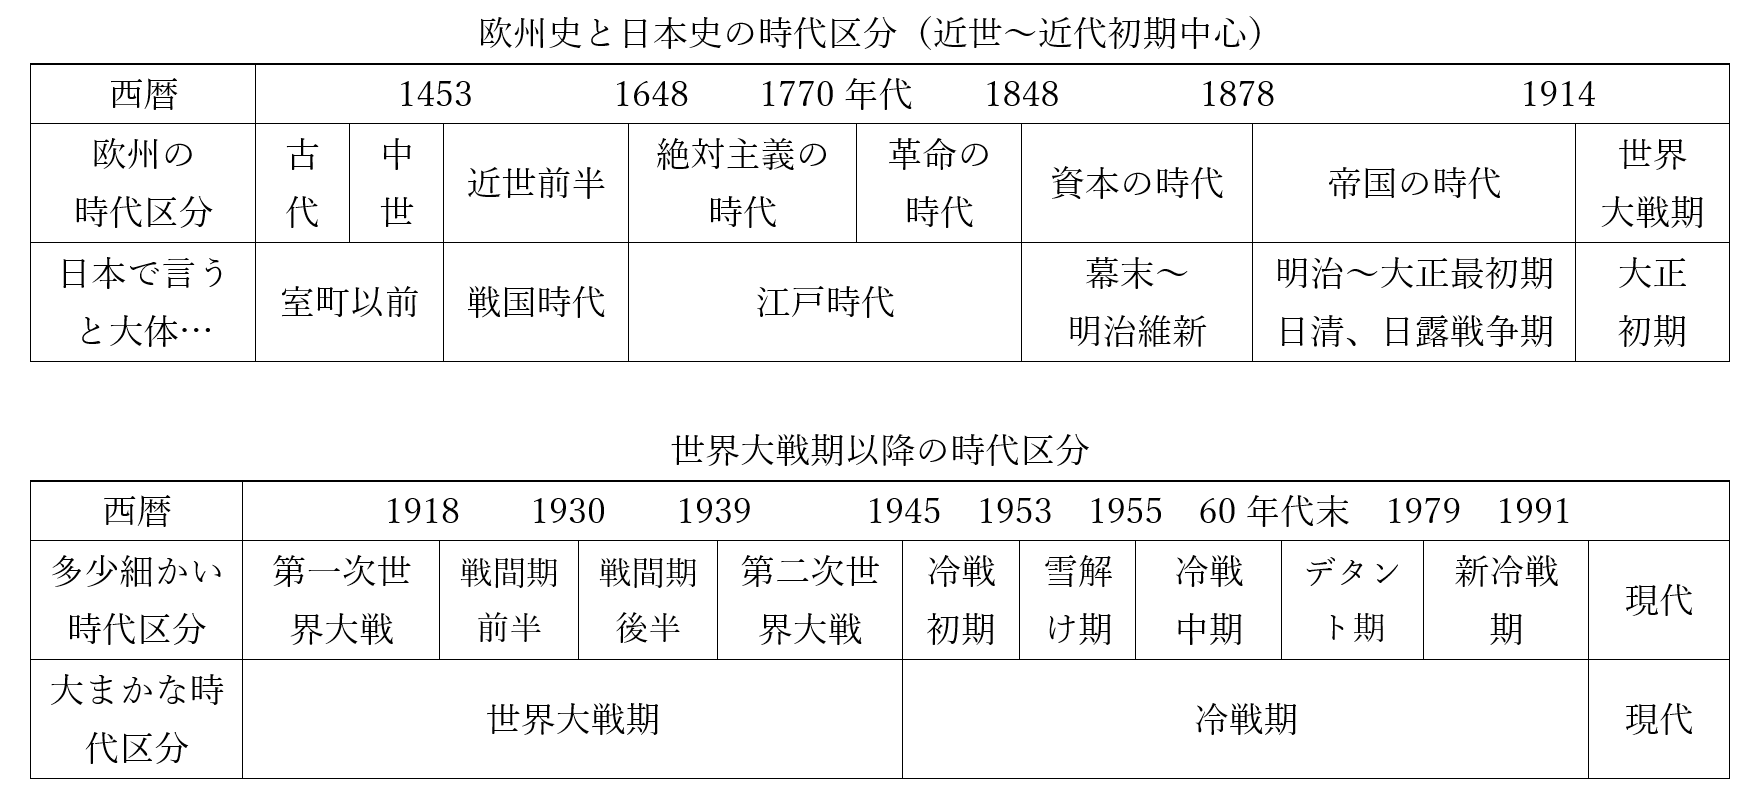 欧州史と日本史の時代区分（近世～近代初期中心）
西暦 1453 1648 1770 年代 1848 1878 1914
欧州の 古 中 近世前半 絶対主義の 革命の 資本の時代 帝国の時代 世界
時代区分 代 世 時代 時代 大戦期
日本で言う 室町以前 戦国時代 江戸時代 幕末～ 明治～大正最初期 大正
と大体… 明治維新 日清、日露戦争期 初期
世界大戦期以降の時代区分
西暦 1918 1930 1939 1945 1953 1955 60 年代末 1979 1991
多少細かい 第一次世 戦間期 戦間期 第二次世 冷戦 雪解 冷戦 デタン 新冷戦 現代
時代区分 界大戦 前半 後半 界大戦 初期 け期 中期 ト期 期
大まかな時 世界大戦期 冷戦期 現代
代区分